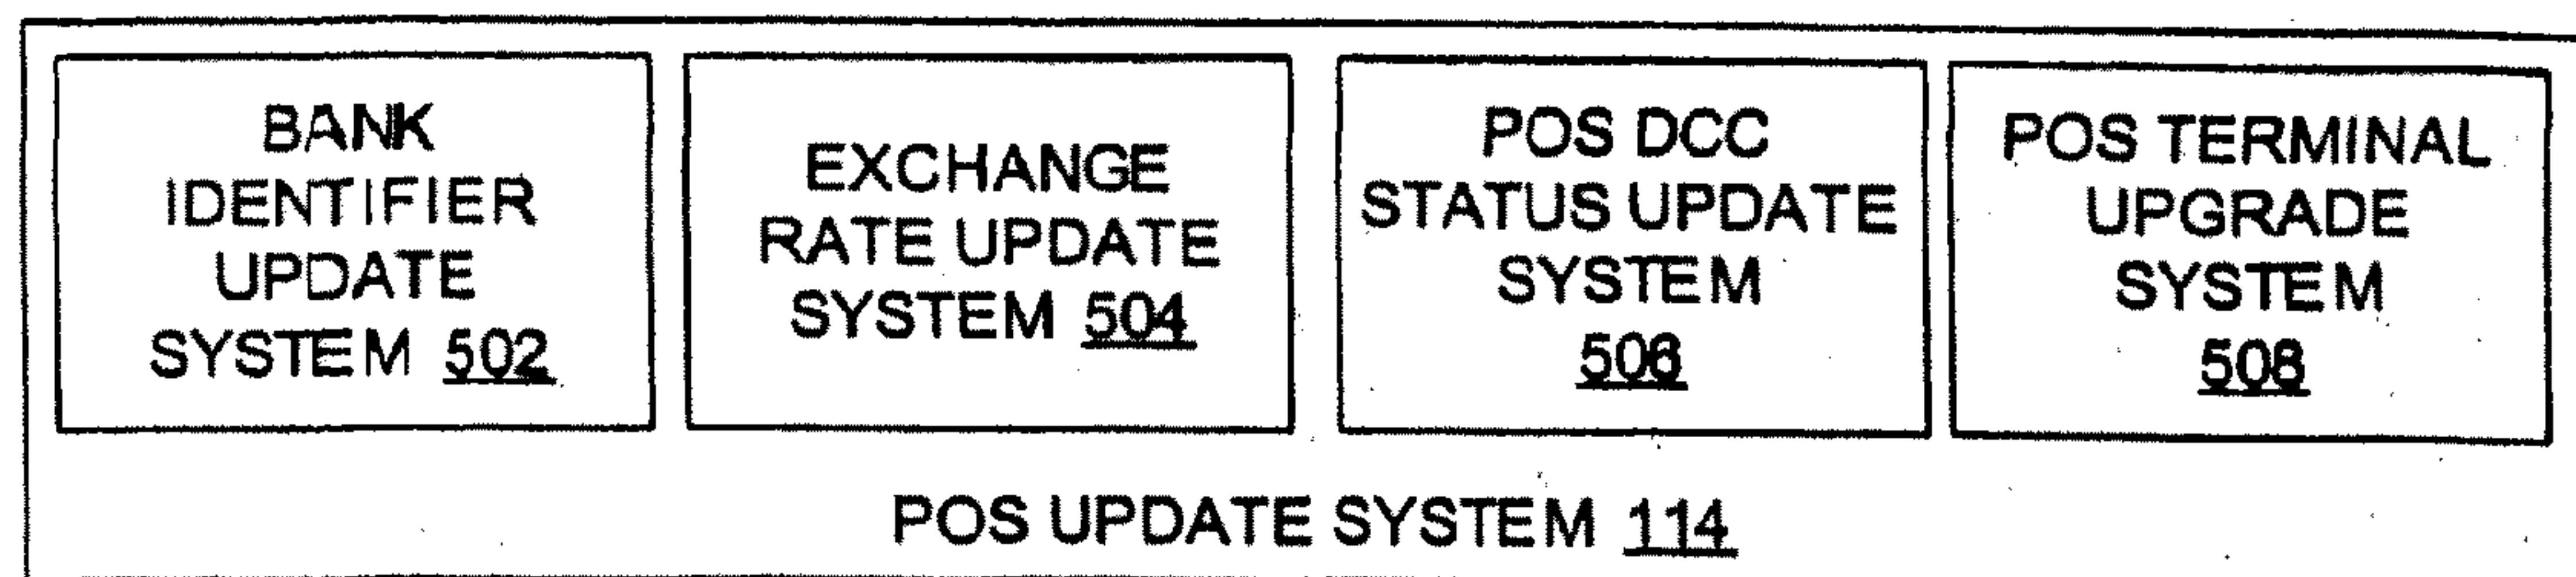 BANK
IDENTIFIER
UPDATE
SYSTEM 502
EXCHANGE
RATE UPDATE
SYSTEM 504
POS DCC
STATUS UPDATE
SYSTEM
506
POS TERMINAL
UPGRADE
SYSTEM
508
POS UPDATE SYSTEM 114